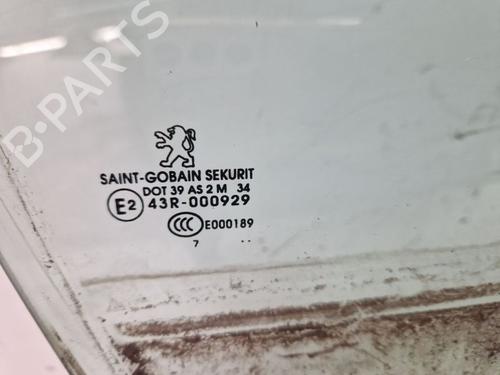 B-PARTS
SAINT-GOBAIN SEKURIT
DOT 39 AS 2 M 34
E2 43R-000929
CCC E000189
7